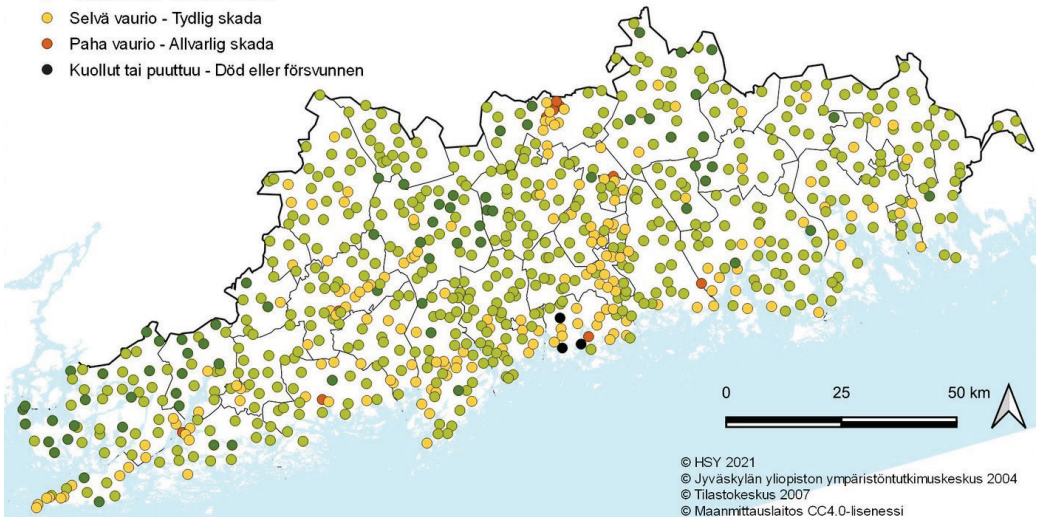 Selvä vaurio - Tydlig skada
Paha vaurio - Allvarlig skada
Kuollut tai puuttuu - Död eller försvunnen
0 25 50 km
© HSY 2021
© Jyväskylän yliopiston ympäristöntutkimuskeskus 2004
© Tilastokeskus 2007
© Maanmittauslaitos CC4.0-lisenessi